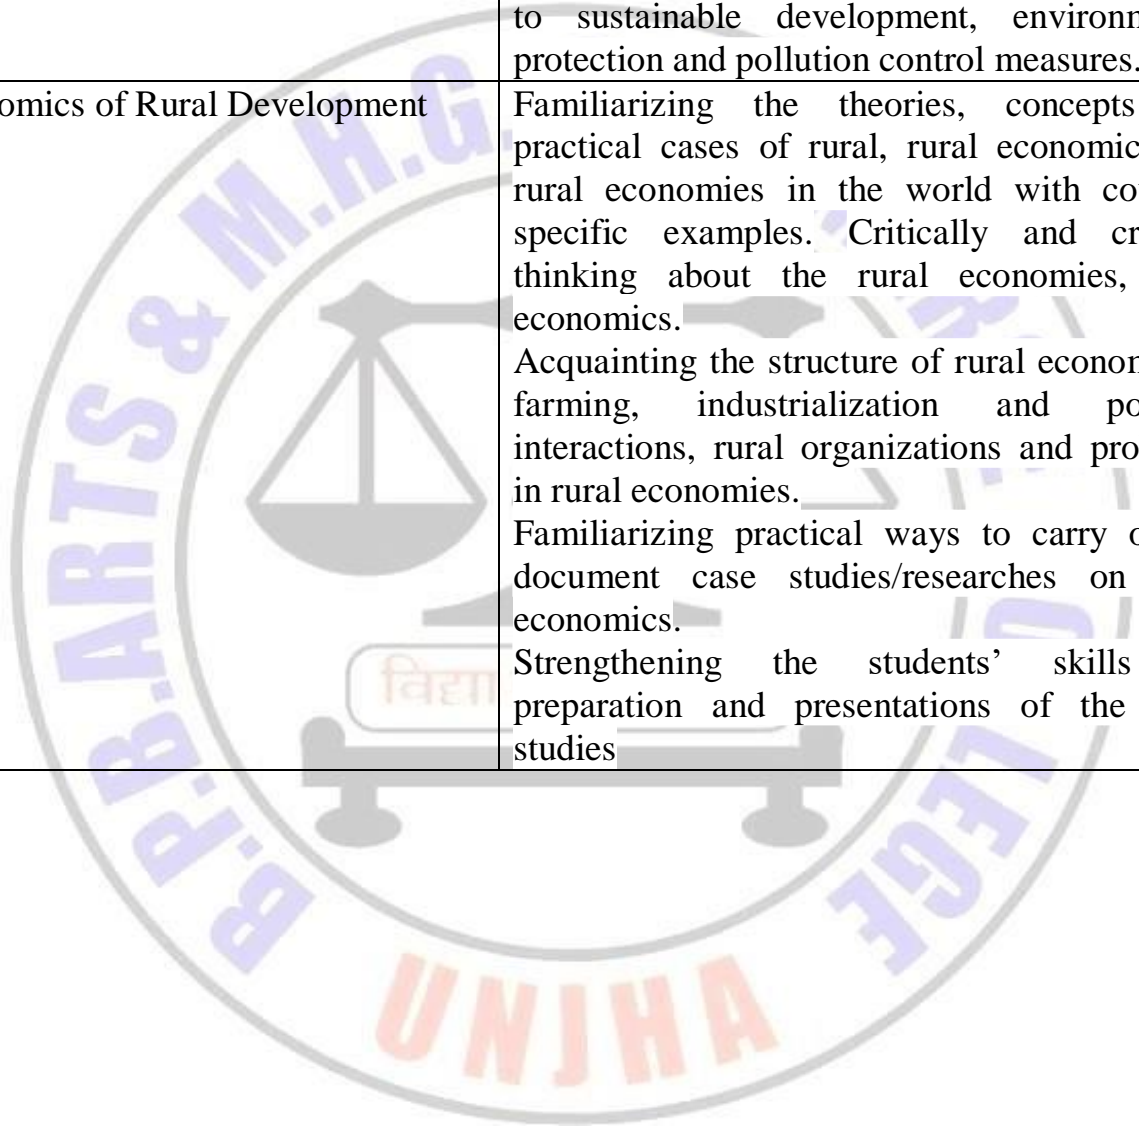 to sustainable development, environm
protection and pollution control measures.
omics of Rural Development
Familiarizing the theories, concepts
practical cases of rural, rural economic
rural economies in the world with co
specific examples. Critically and cr
thinking about the rural economies,
economics.
Acquainting the structure of rural econom
farming, industrialization and po
interactions, rural organizations and pro
in rural economies.
Familiarizing practical ways to carry o
document case studies/researches on
economics.
Strengthening the students’ skills
preparation and presentations of the
studies
B.P.B.ARTS & M.H.G.
LEGE
UNJHA